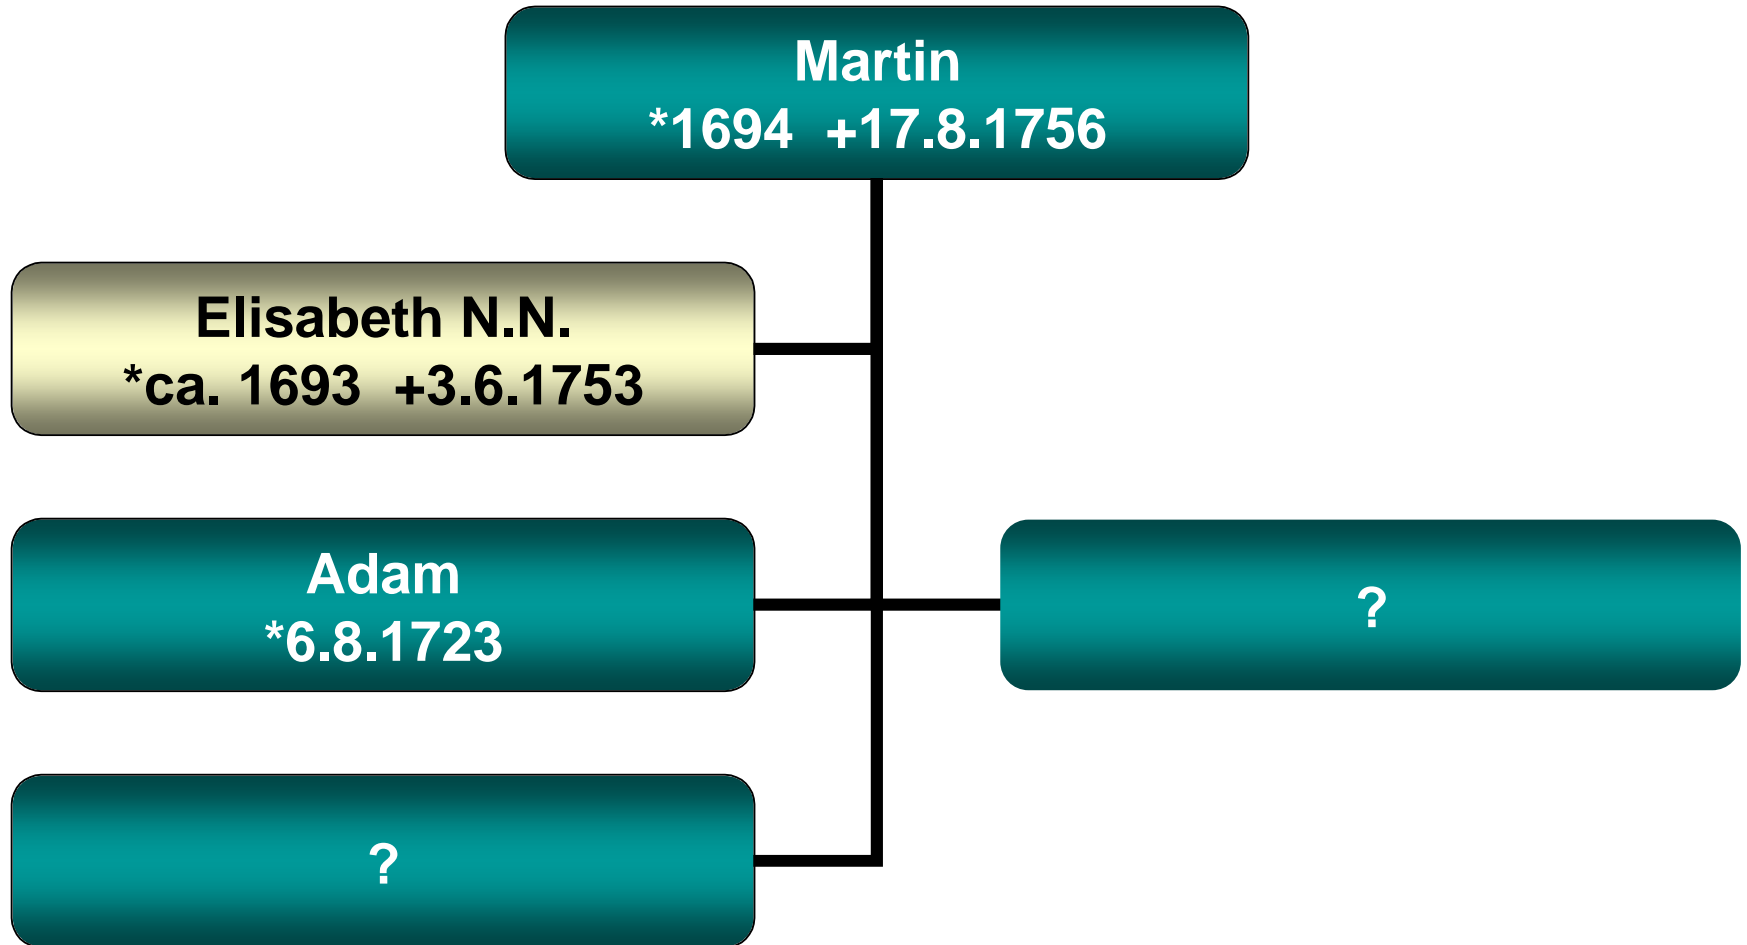 Martin
*1694 +17.8.1756
Elisabeth N.N.
*ca. 1693 +3.6.1753
Adam
*6.8.1723
?
?